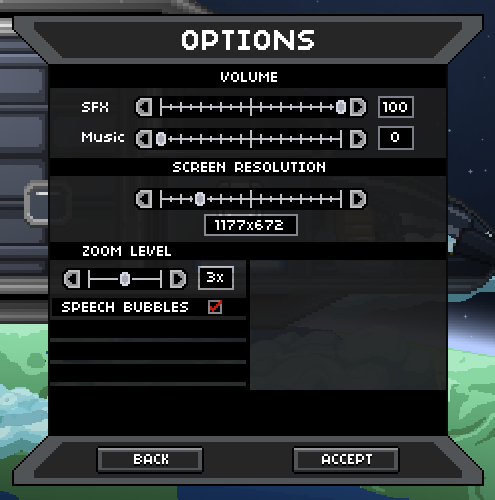 OPTIONS
VOLUME
SFX 100
Music 0
SCREEN RESOLUTION
1177x672
ZOOM LEVEL
3x
SPEECH BUBBLES
BACK ACCEPT